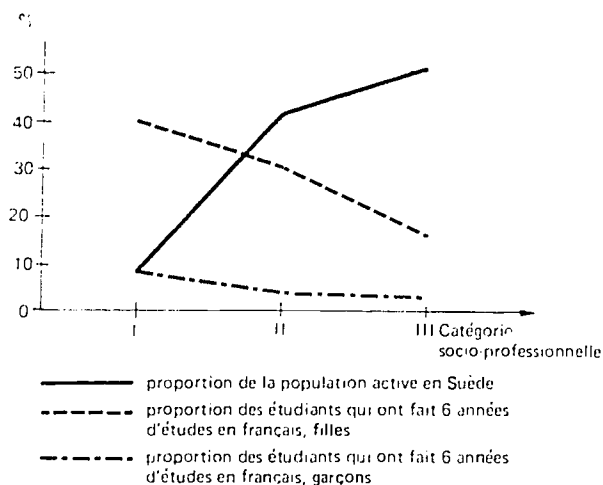 %
50
40
30
20
10
0
I II III Catégorie
socio-professionnelle
proportion de la population active en Suède
proportion des étudiants qui ont fait 6 années
d'études en français, filles
proportion des étudiants qui ont fait 6 années
d'études en français, garçons